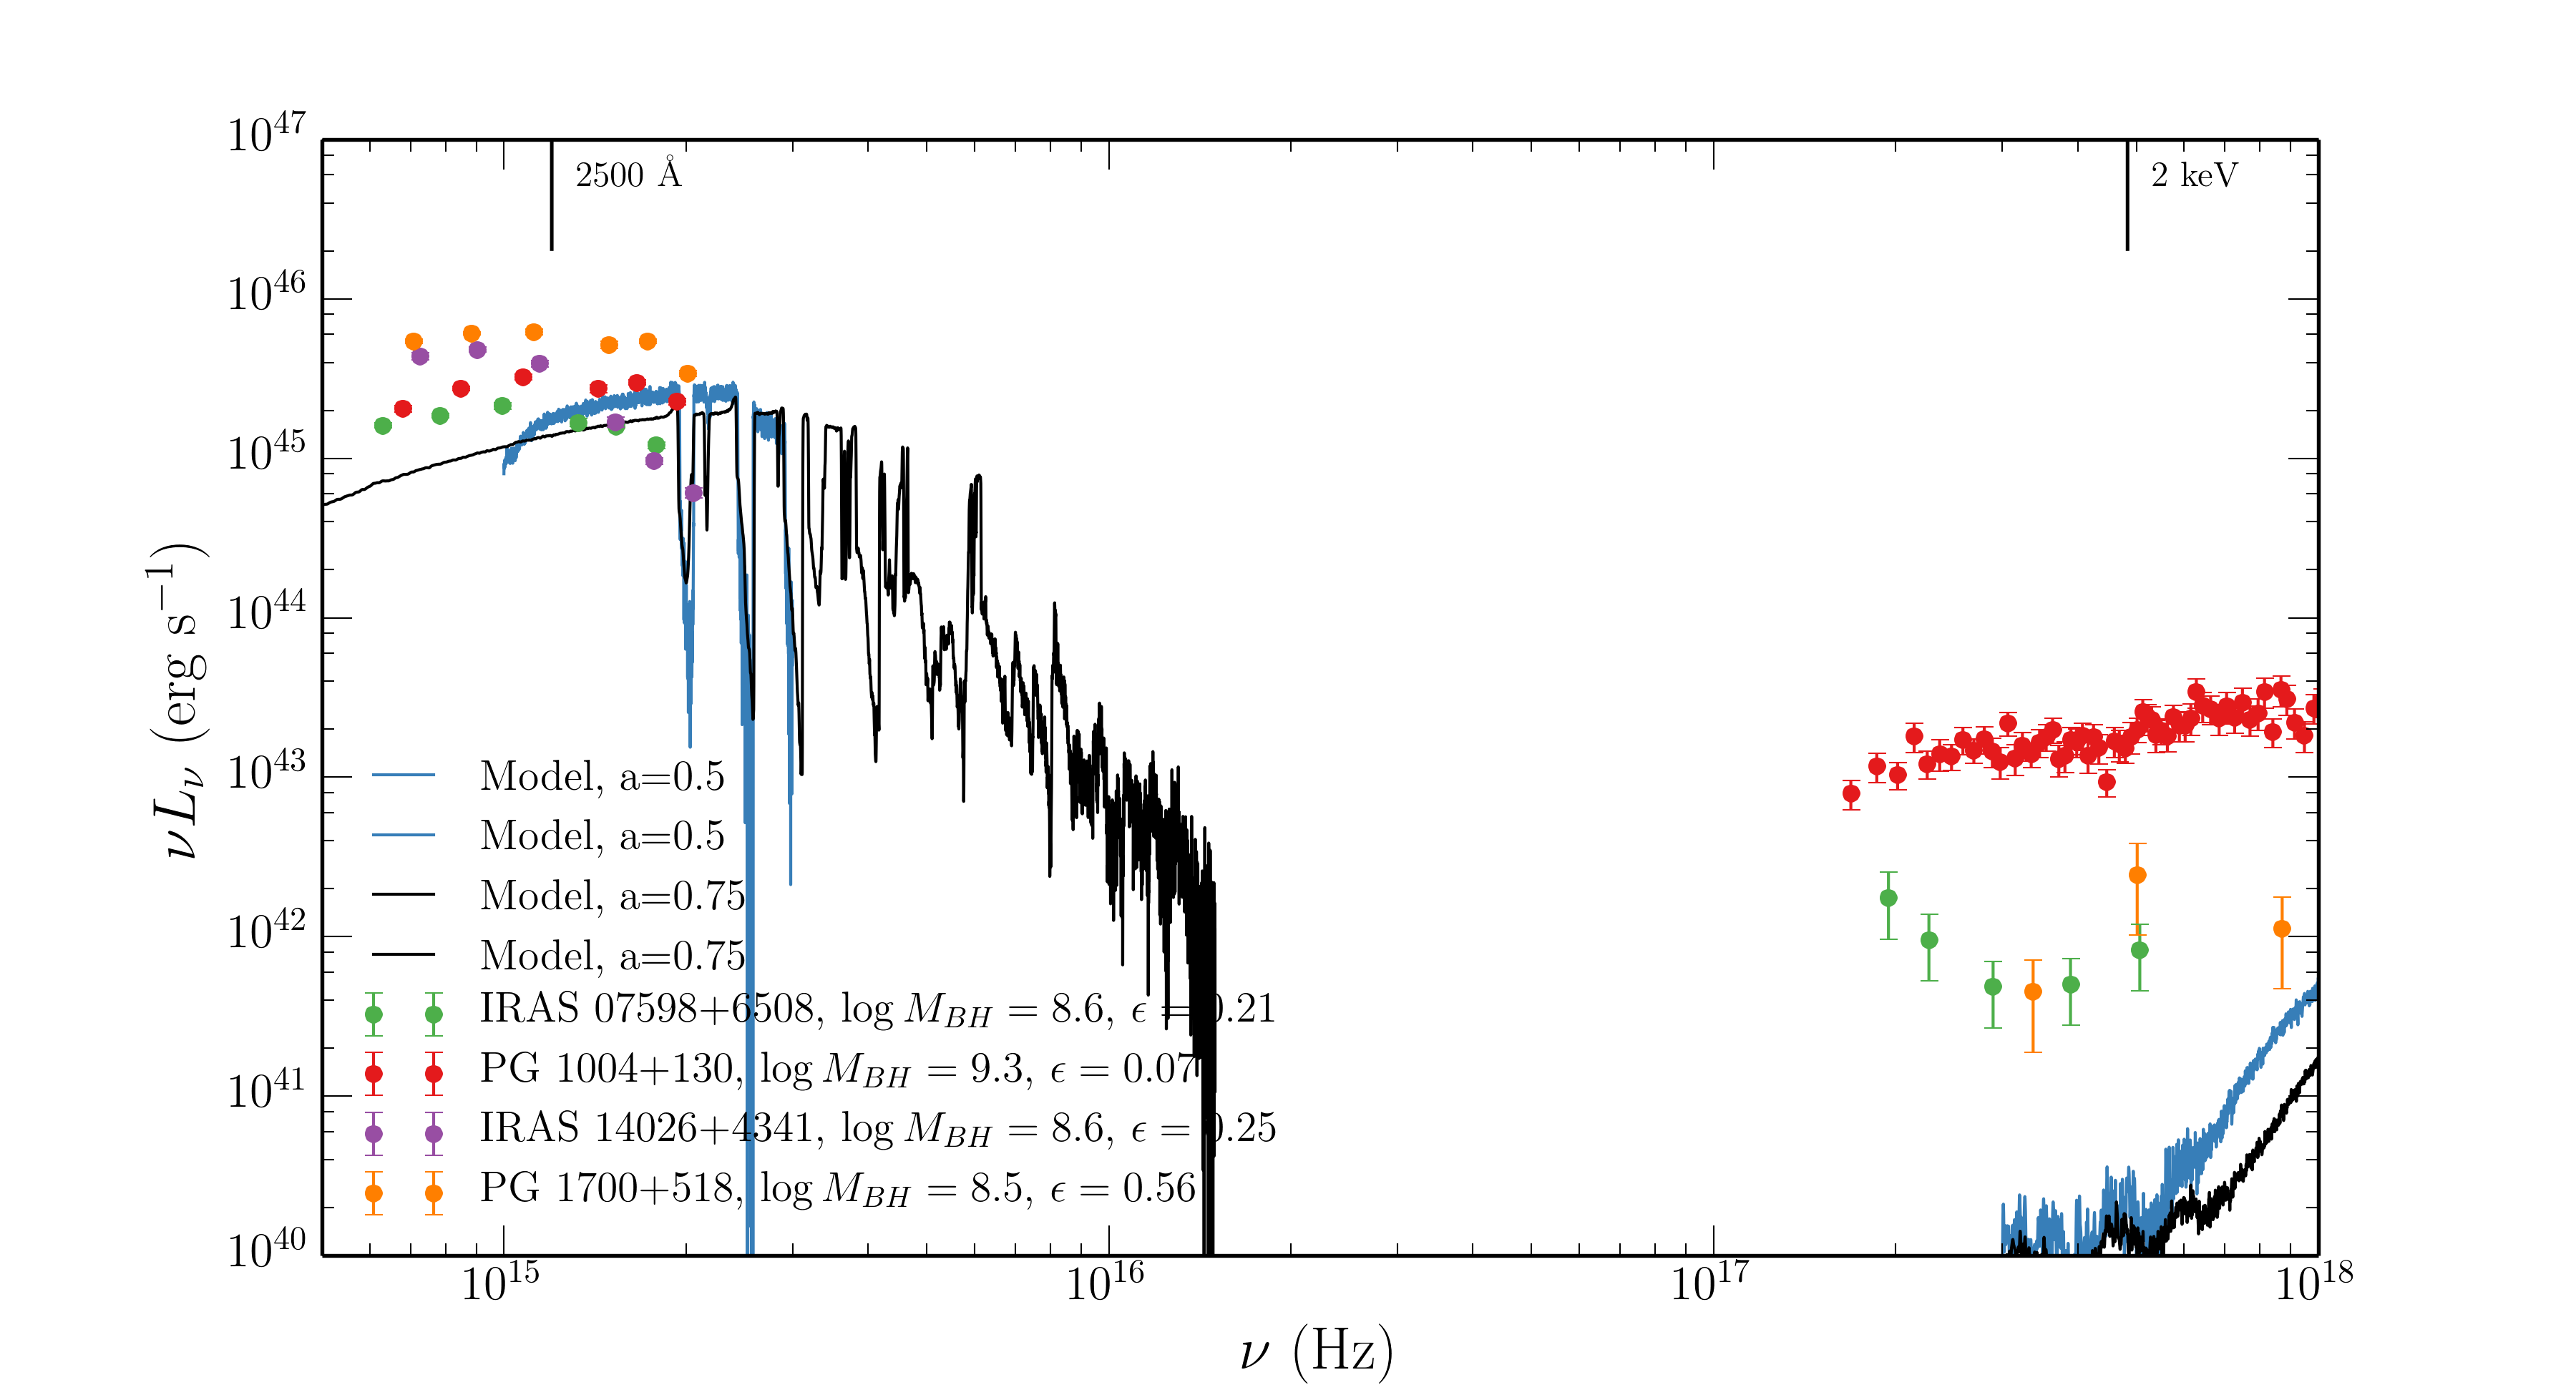 2500 Å
2 keV
10^47
10^46
10^45
10^44
10^43
10^42
10^41
10^40
νL_ν (erg s^−1)
Model, a=0.5
Model, a=0.5
Model, a=0.75
Model, a=0.75
IRAS 07598+6508, log M_BH = 8.6, ϵ = 0.21
PG 1004+130, log M_BH = 9.3, ϵ = 0.07
IRAS 14026+4341, log M_BH = 8.6, ϵ = 0.25
PG 1700+518, log M_BH = 8.5, ϵ = 0.56
10^15
10^16
10^17
10^18
ν (Hz)